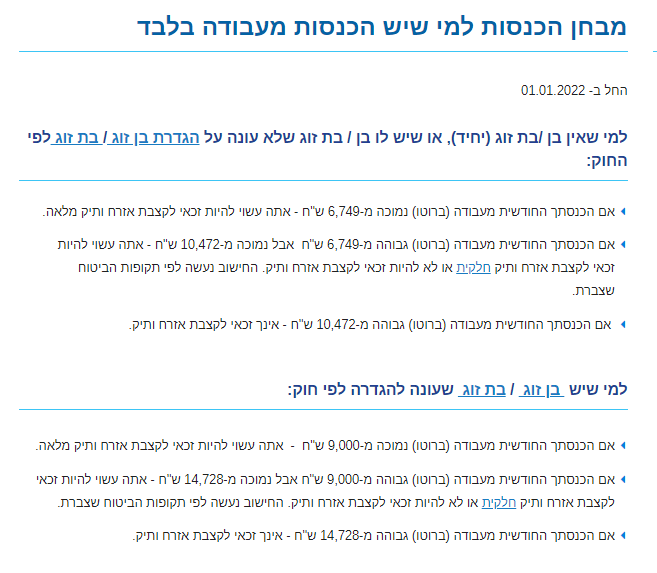 מבחן הכנסות למי שיש הכנסות מעבודה בלבד
החל ב- 01.01.2022
למי שאין בן /בת זוג (יחיד), או שיש לו בן / בת זוג שלא עונה על הגדרת בן זוג / בת זוג לפי
החוק:
אם הכנסתך החודשית מעבודה (ברוטו) נמוכה מ-6,749 ש"ח - אתה עשוי להיות זכאי לקצבת אזרח ותיק מלאה.
אם הכנסתך החודשית מעבודה (ברוטו) גבוהה מ-6,749 ש"ח אבל נמוכה מ-10,472 ש"ח - אתה עשוי להיות
זכאי לקצבת אזרח ותיק חלקית או לא להיות זכאי לקצבת אזרח ותיק. החישוב נעשה לפי תקופות הביטוח
שצברת.
אם הכנסתך החודשית מעבודה (ברוטו) גבוהה מ-10,472 ש"ח - אינך זכאי לקצבת אזרח ותיק.
למי שיש בן זוג / בת זוג שעונה להגדרה לפי חוק:
אם הכנסתך החודשית מעבודה (ברוטו) נמוכה מ-9,000 ש"ח - אתה עשוי להיות זכאי לקצבת אזרח ותיק מלאה.
אם הכנסתך החודשית מעבודה (ברוטו) גבוהה מ-9,000 ש"ח אבל נמוכה מ-14,728 ש"ח - אתה עשוי להיות זכאי
לקצבת אזרח ותיק חלקית או לא להיות זכאי לקצבת אזרח ותיק. החישוב נעשה לפי תקופות הביטוח שצברת.
אם הכנסתך החודשית מעבודה (ברוטו) גבוהה מ-14,728 ש"ח - אינך זכאי לקצבת אזרח ותיק.